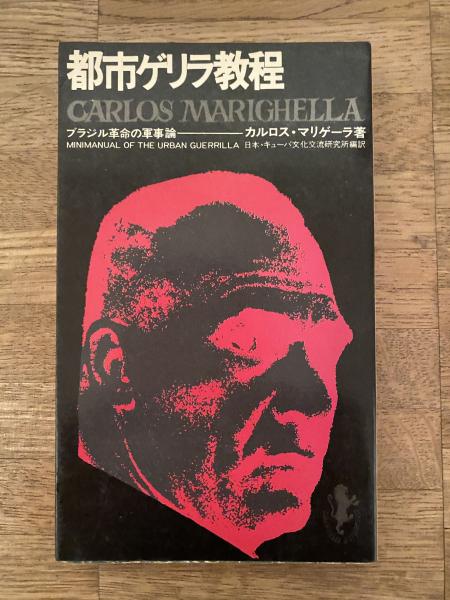 都市ゲリラ教程
CARLOS MARIGHELLA
ブラジル革命の軍事論――――カルロス・マリゲーラ著
MINIMANUAL OF THE URBAN GUERRILLA 日本・キューバ文化交流研究所編訳